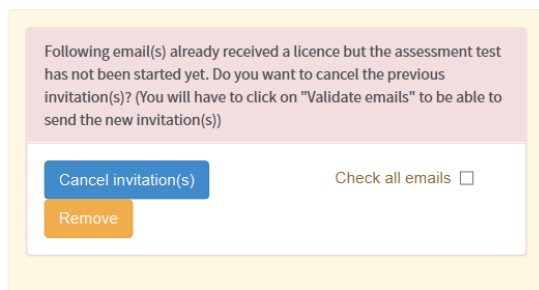 Following email(s) already received a licence but the assessment test
has not been started yet. Do you want to cancel the previous
invitation(s)? (You will have to click on "Validate emails" to be able to
send the new invitation(s))
Cancel invitation(s)
Check all emails
Remove